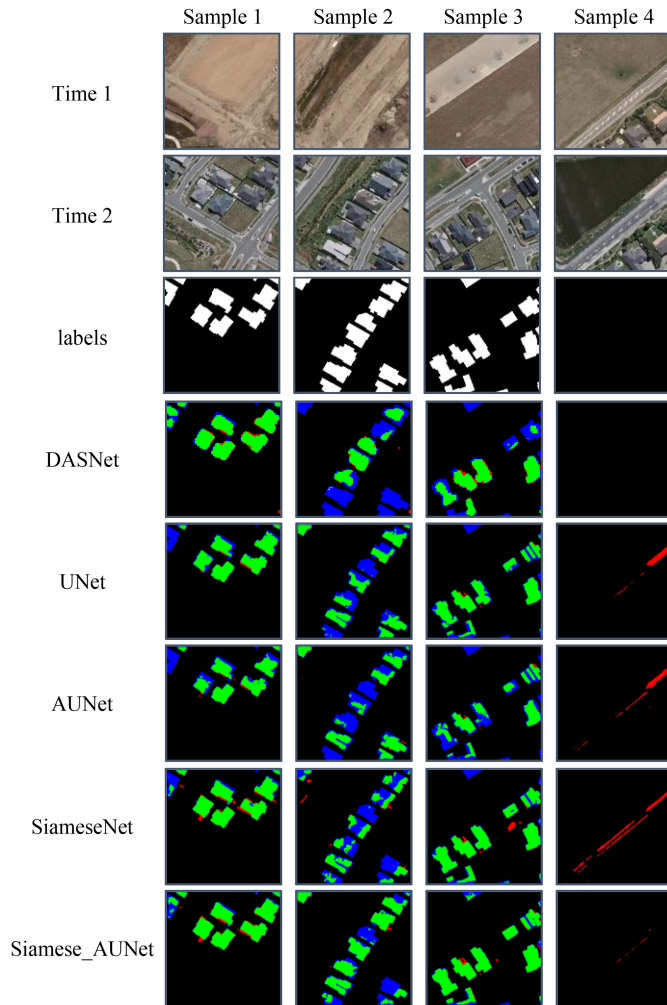 Sample 1 Sample 2 Sample 3 Sample 4
Time 1
Time 2
labels
DASNet
UNet
AUNet
SiameseNet
Siamese_AUNet